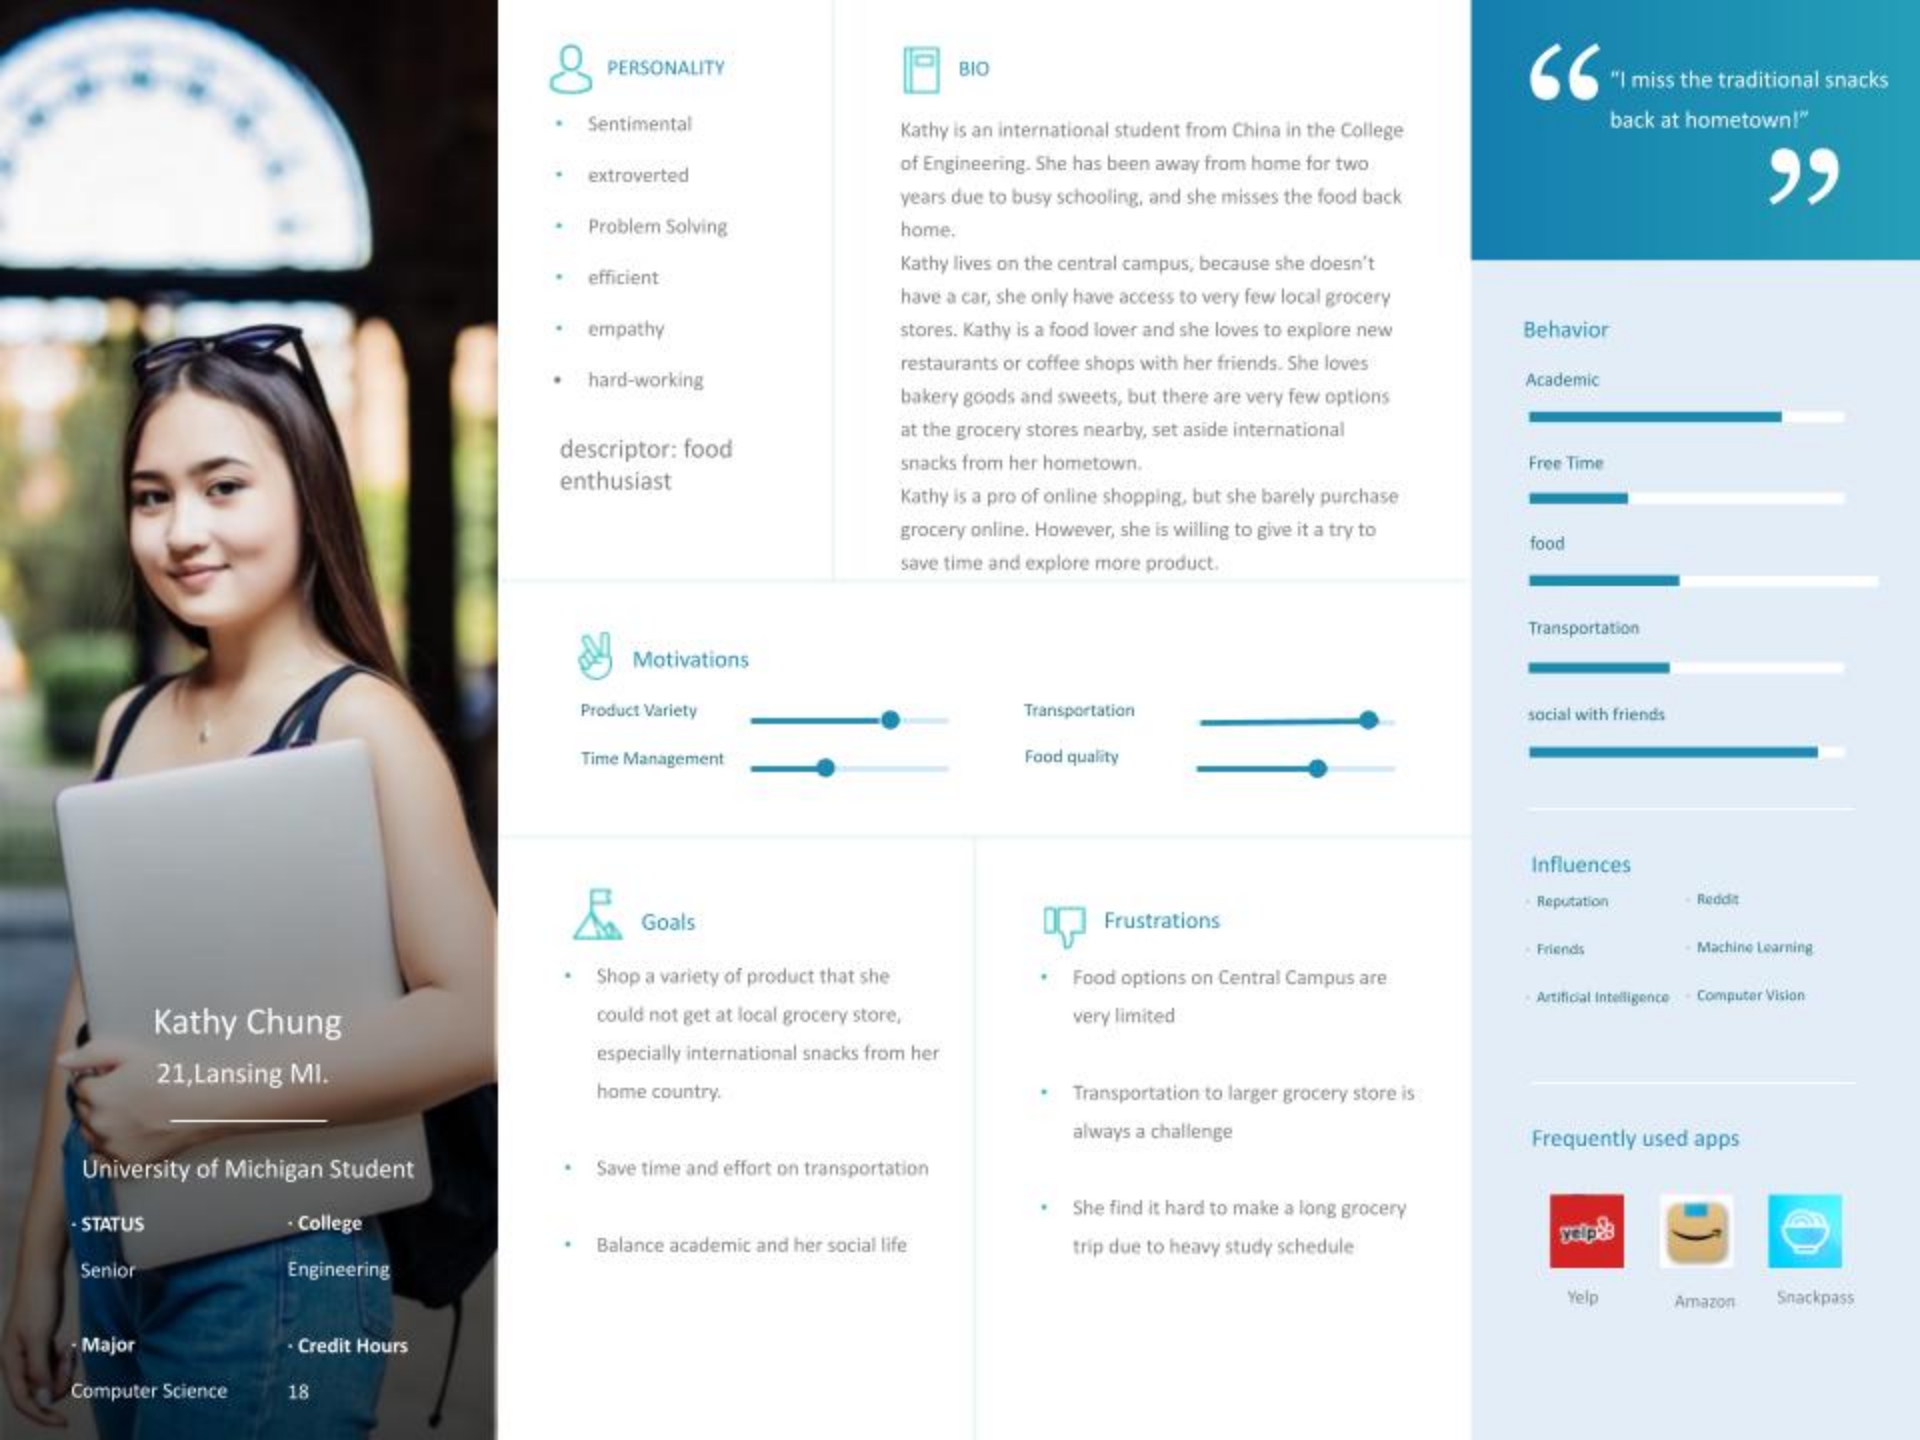 Kathy Chung
21,Lansing MI.
University of Michigan Student
· STATUS
Senior
· College
Engineering
· Major
Computer Science
· Credit Hours
18
PERSONALITY
• Sentimental
• extroverted
• Problem Solving
• efficient
• empathy
• hard-working
descriptor: food
enthusiast
BIO
Kathy is an international student from China in the College
of Engineering. She has been away from home for two
years due to busy schooling, and she misses the food back
home.
Kathy lives on the central campus, because she doesn't
have a car, she only have access to very few local grocery
stores. Kathy is a food lover and she loves to explore new
restaurants or coffee shops with her friends. She loves
bakery goods and sweets, but there are very few options
at the grocery stores nearby, set aside international
snacks from her hometown.
Kathy is a pro of online shopping, but she barely purchase
grocery online. However, she is willing to give it a try to
save time and explore more product.
Motivations
Product Variety
Time Management
Transportation
Food quality
Goals
• Shop a variety of product that she
could not get at local grocery store,
especially international snacks from her
home country.
• Save time and effort on transportation
• Balance academic and her social life
Frustrations
• Food options on Central Campus are
very limited
• Transportation to larger grocery store is
always a challenge
• She find it hard to make a long grocery
trip due to heavy study schedule
“I miss the traditional snacks
back at hometown!”
Behavior
Academic
Free Time
food
Transportation
social with friends
Influences
· Reputation
· Friends
· Artificial Intelligence
· Reddit
· Machine Learning
· Computer Vision
Frequently used apps
yelp
Yelp
Amazon
Snackpass